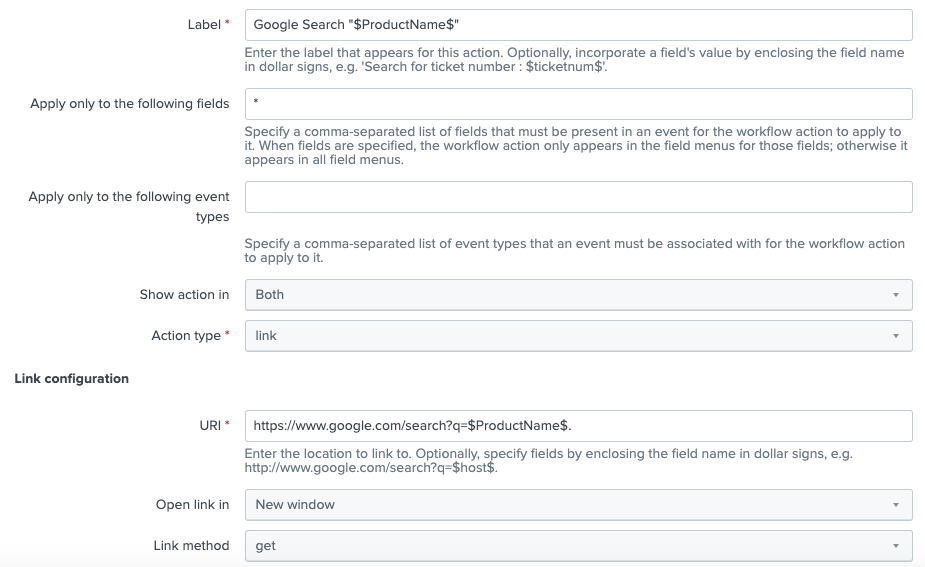 Label *
Google Search "$ProductName$"
Enter the label that appears for this action. Optionally, incorporate a field's value by enclosing the field name
in dollar signs, e.g. 'Search for ticket number : $ticketnum$'.
Apply only to the following fields
*
Specify a comma-separated list of fields that must be present in an event for the workflow action to apply to
it. When fields are specified, the workflow action only appears in the field menus for those fields; otherwise it
appears in all field menus.
Apply only to the following event
types
Specify a comma-separated list of event types that an event must be associated with for the workflow action
to apply to it.
Show action in
Both
Action type *
link
Link configuration
URI *
https://www.google.com/search?q=$ProductName$.
Enter the location to link to. Optionally, specify fields by enclosing the field name in dollar signs, e.g.
http://www.google.com/search?q=$host$.
Open link in
New window
Link method
get